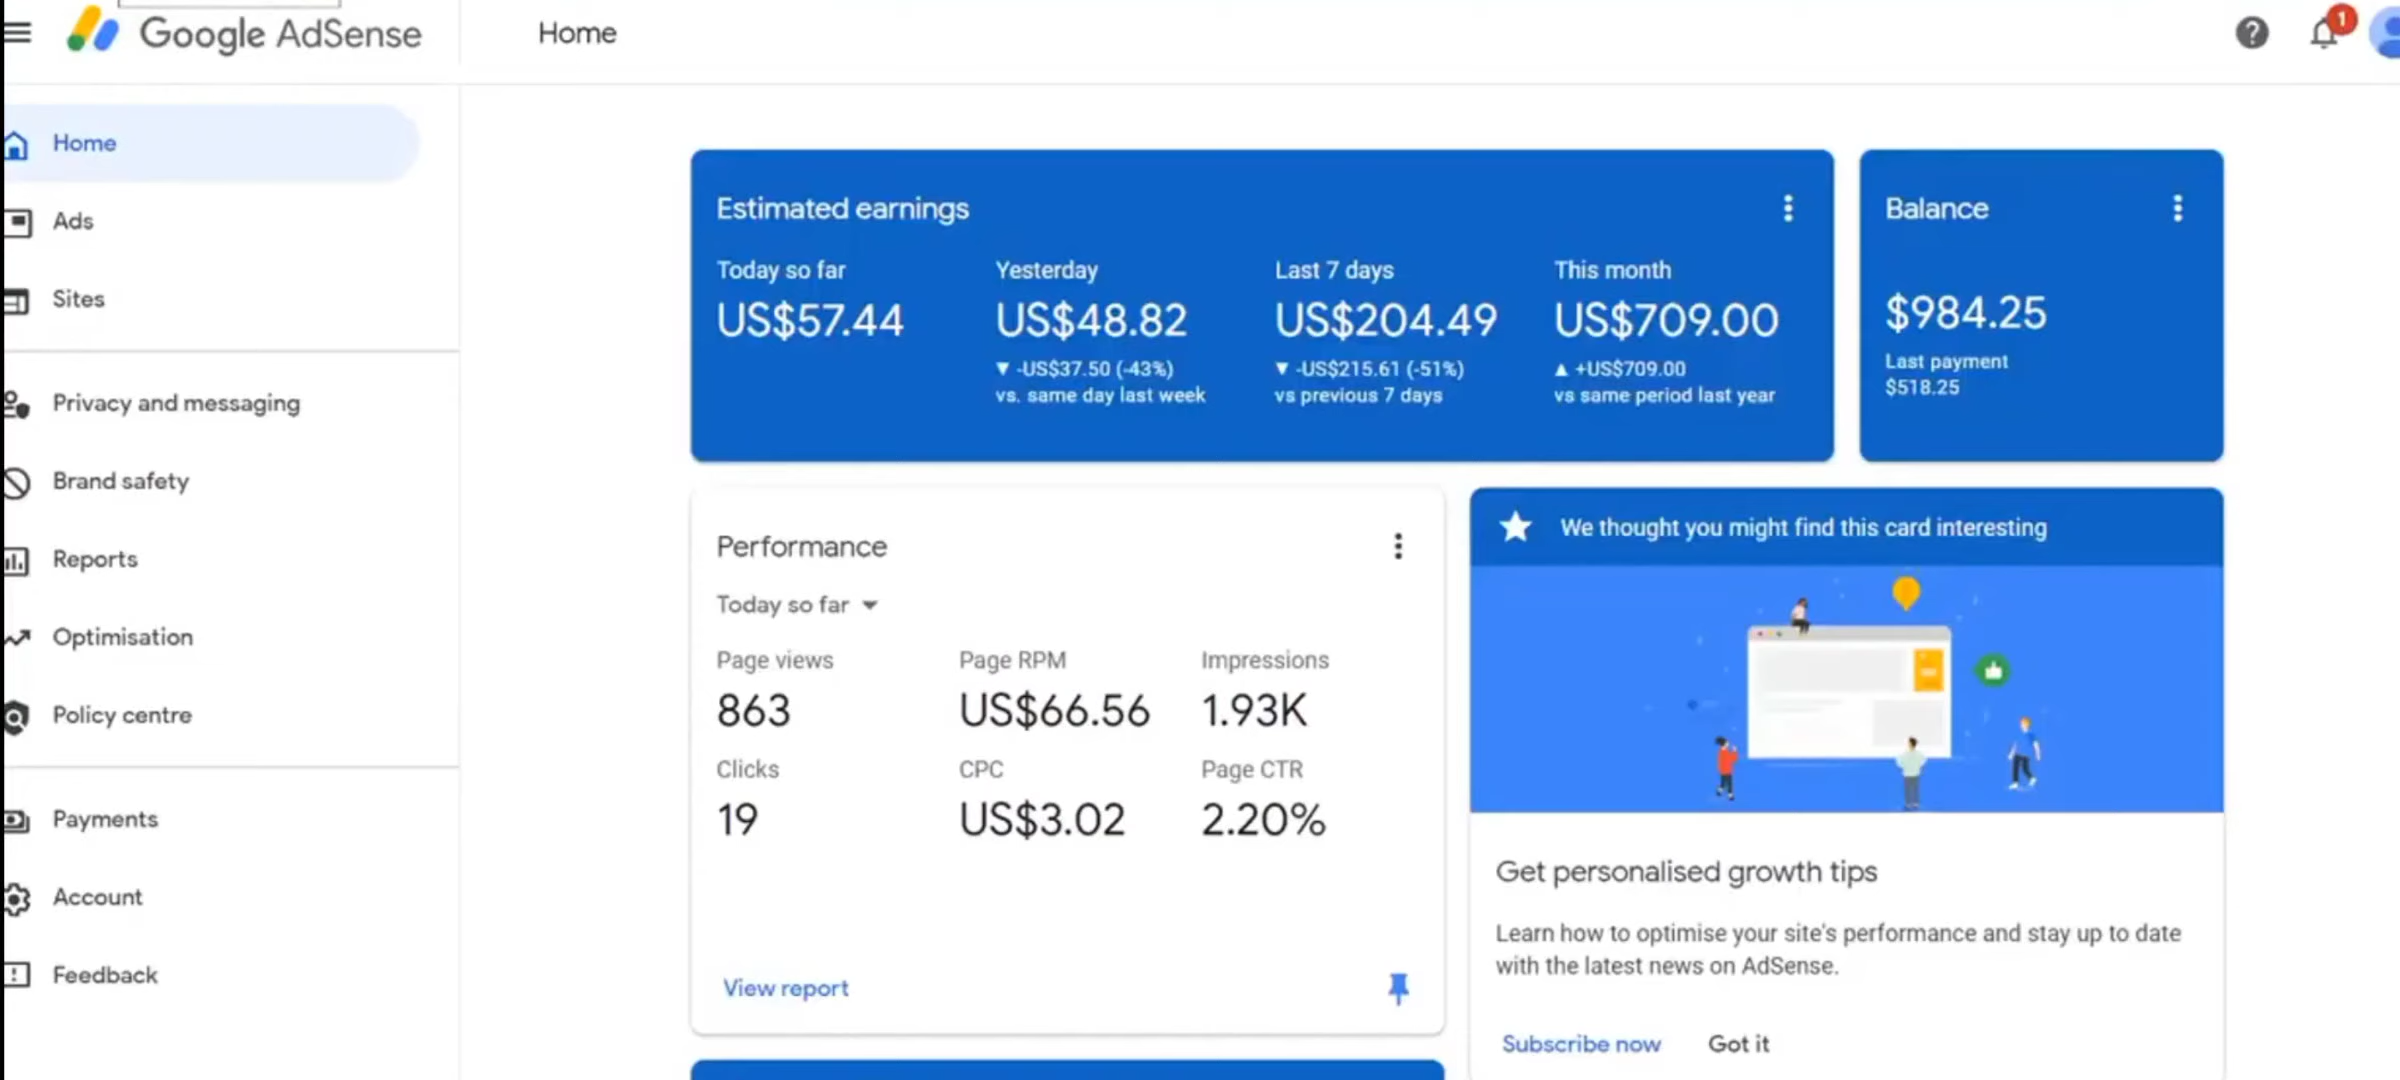 Google AdSense
Home
1
Home
Ads
Sites
Privacy and messaging
Brand safety
Reports
Optimisation
Policy centre
Payments
Account
Feedback
Estimated earnings
Today so far
US$57.44
Yesterday
US$48.82
▼ -US$37.50 (-43%)
vs. same day last week
Last 7 days
US$204.49
▼ -US$215.61 (-51%)
vs previous 7 days
This month
US$709.00
▲ +US$709.00
vs same period last year
Balance
$984.25
Last payment
$518.25
Performance
Today so far
Page views
863
Page RPM
US$66.56
Impressions
1.93K
Clicks
19
CPC
US$3.02
Page CTR
2.20%
View report
We thought you might find this card interesting
Get personalised growth tips
Learn how to optimise your site's performance and stay up to date
with the latest news on AdSense.
Subscribe now
Got it